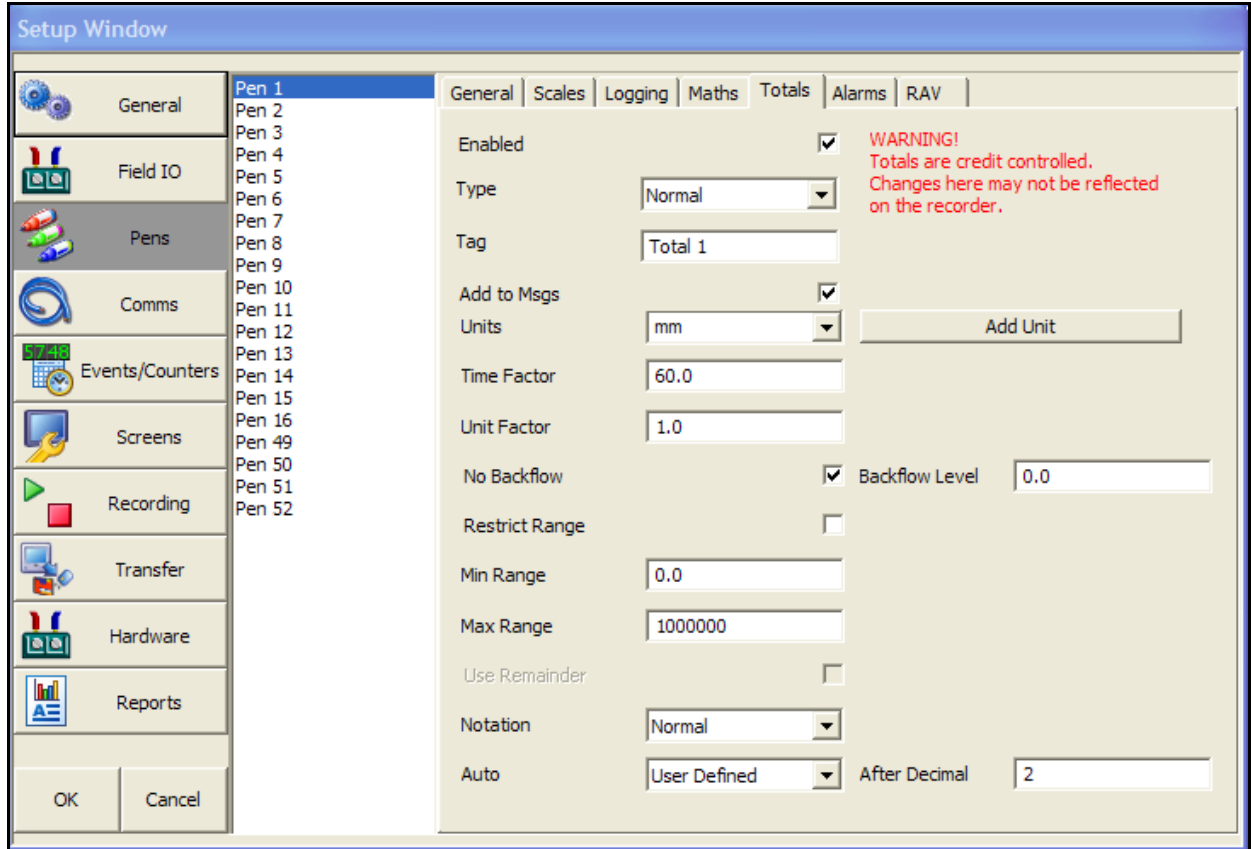 Setup Window
General
Field IO
Pens
Comms
57:48
Events/Counters
Screens
Recording
Transfer
Hardware
A
Reports
OK
Cancel
Pen 1
Pen 2
Pen 3
Pen 4
Pen 5
Pen 6
Pen 7
Pen 8
Pen 9
Pen 10
Pen 11
Pen 12
Pen 13
Pen 14
Pen 15
Pen 16
Pen 49
Pen 50
Pen 51
Pen 52
General Scales Logging Maths Totals Alarms RAV
Enabled
WARNING!
Totals are credit controlled.
Changes here may not be reflected
on the recorder.
Type Normal
Tag Total 1
Add to Msgs
Units mm Add Unit
Time Factor 60.0
Unit Factor 1.0
No Backflow Backflow Level 0.0
Restrict Range
Min Range 0.0
Max Range 1000000
Use Remainder
Notation Normal
Auto User Defined After Decimal 2